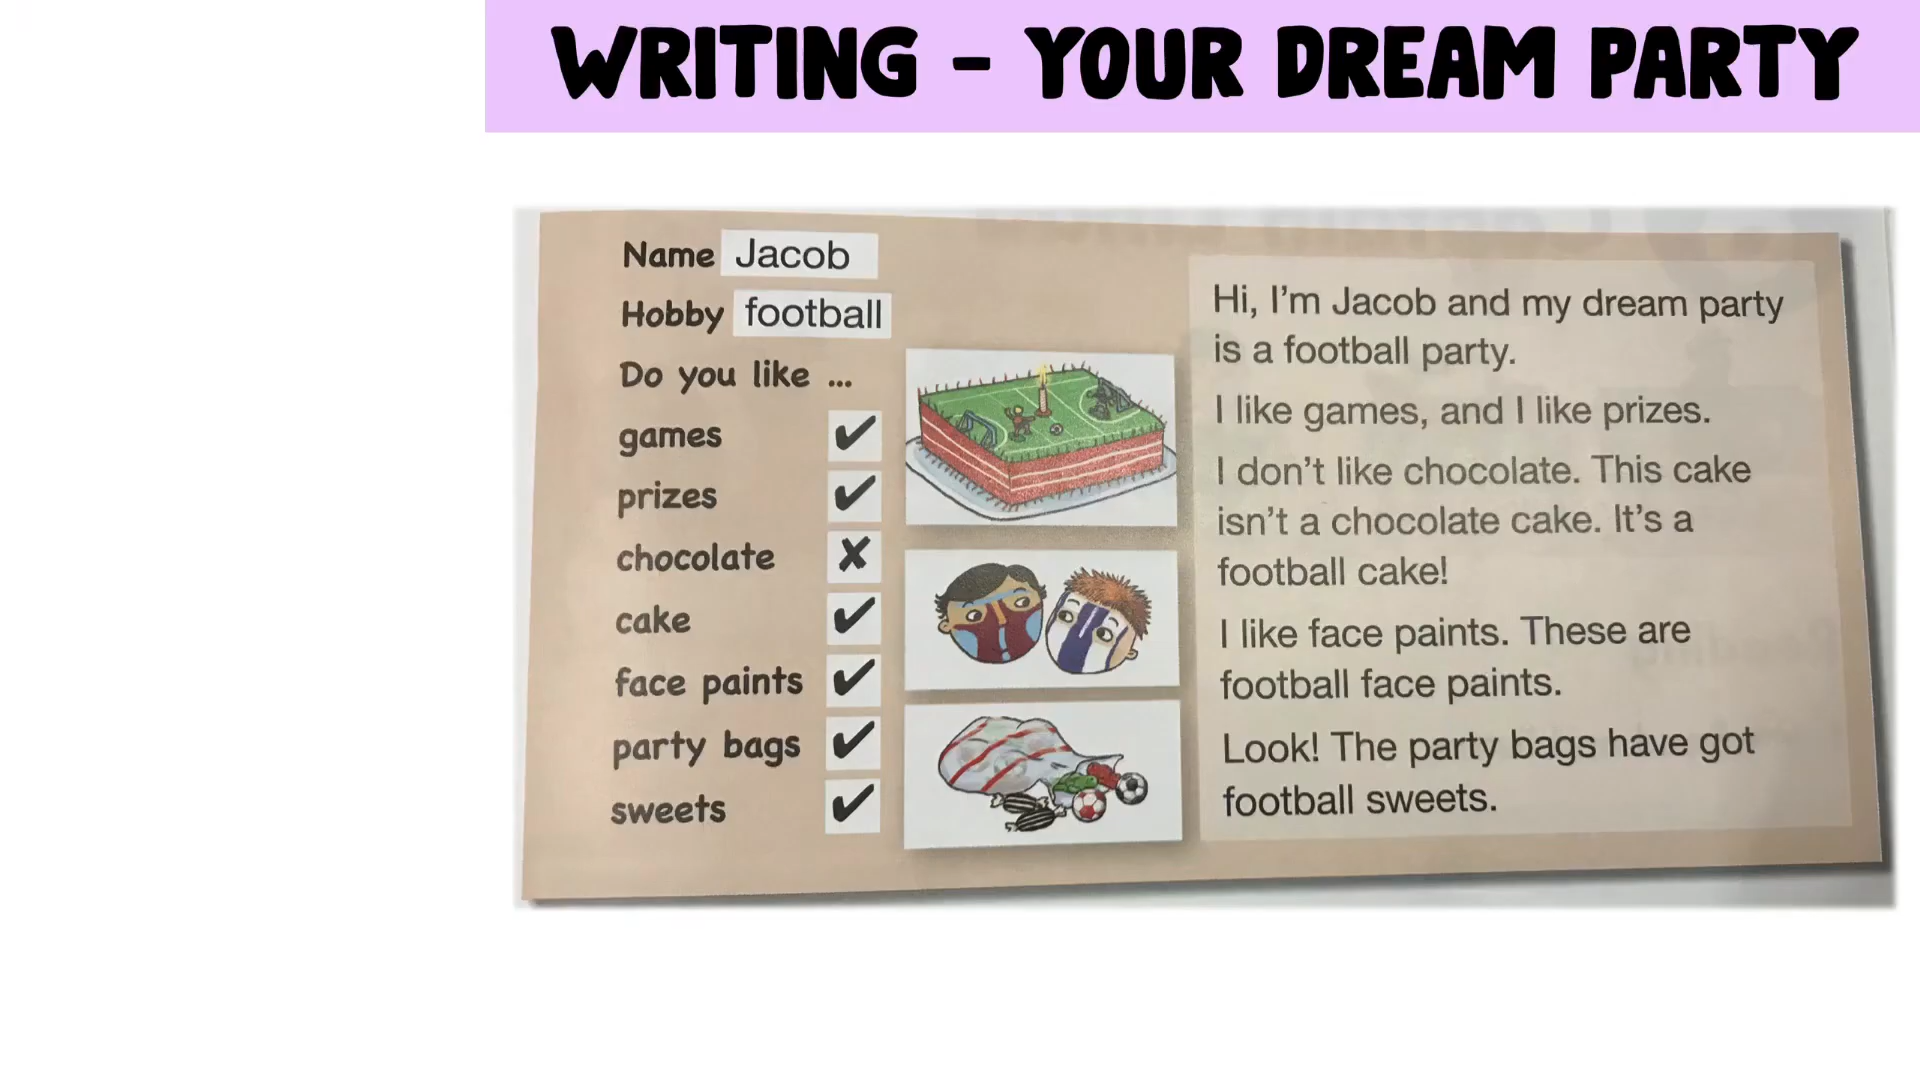 WRITING - YOUR DREAM PARTY
Name Jacob
Hobby football
Do you like ...
games ✔
prizes ✔
chocolate ✘
cake ✔
face paints ✔
party bags ✔
sweets ✔
Hi, I'm Jacob and my dream party
is a football party.
I like games, and I like prizes.
I don't like chocolate. This cake
isn't a chocolate cake. It's a
football cake!
I like face paints. These are
football face paints.
Look! The party bags have got
football sweets.